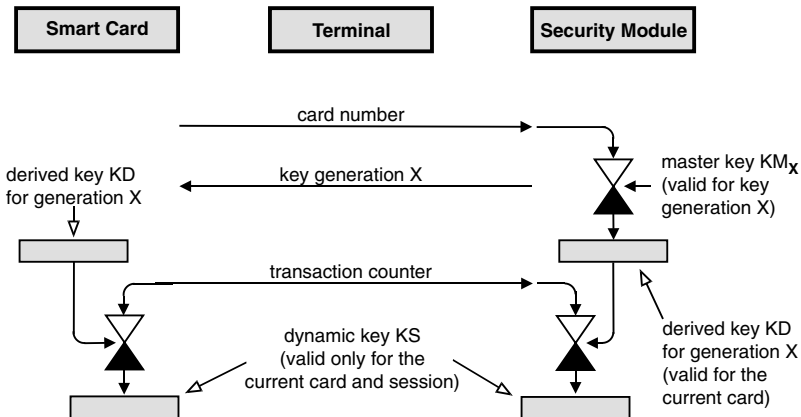 Smart Card
Terminal
Security Module
card number
derived key KD
for generation X
key generation X
master key KMX
(valid for key
generation X)
transaction counter
dynamic key KS
(valid only for the
current card and session)
derived key KD
for generation X
(valid for the
current card)